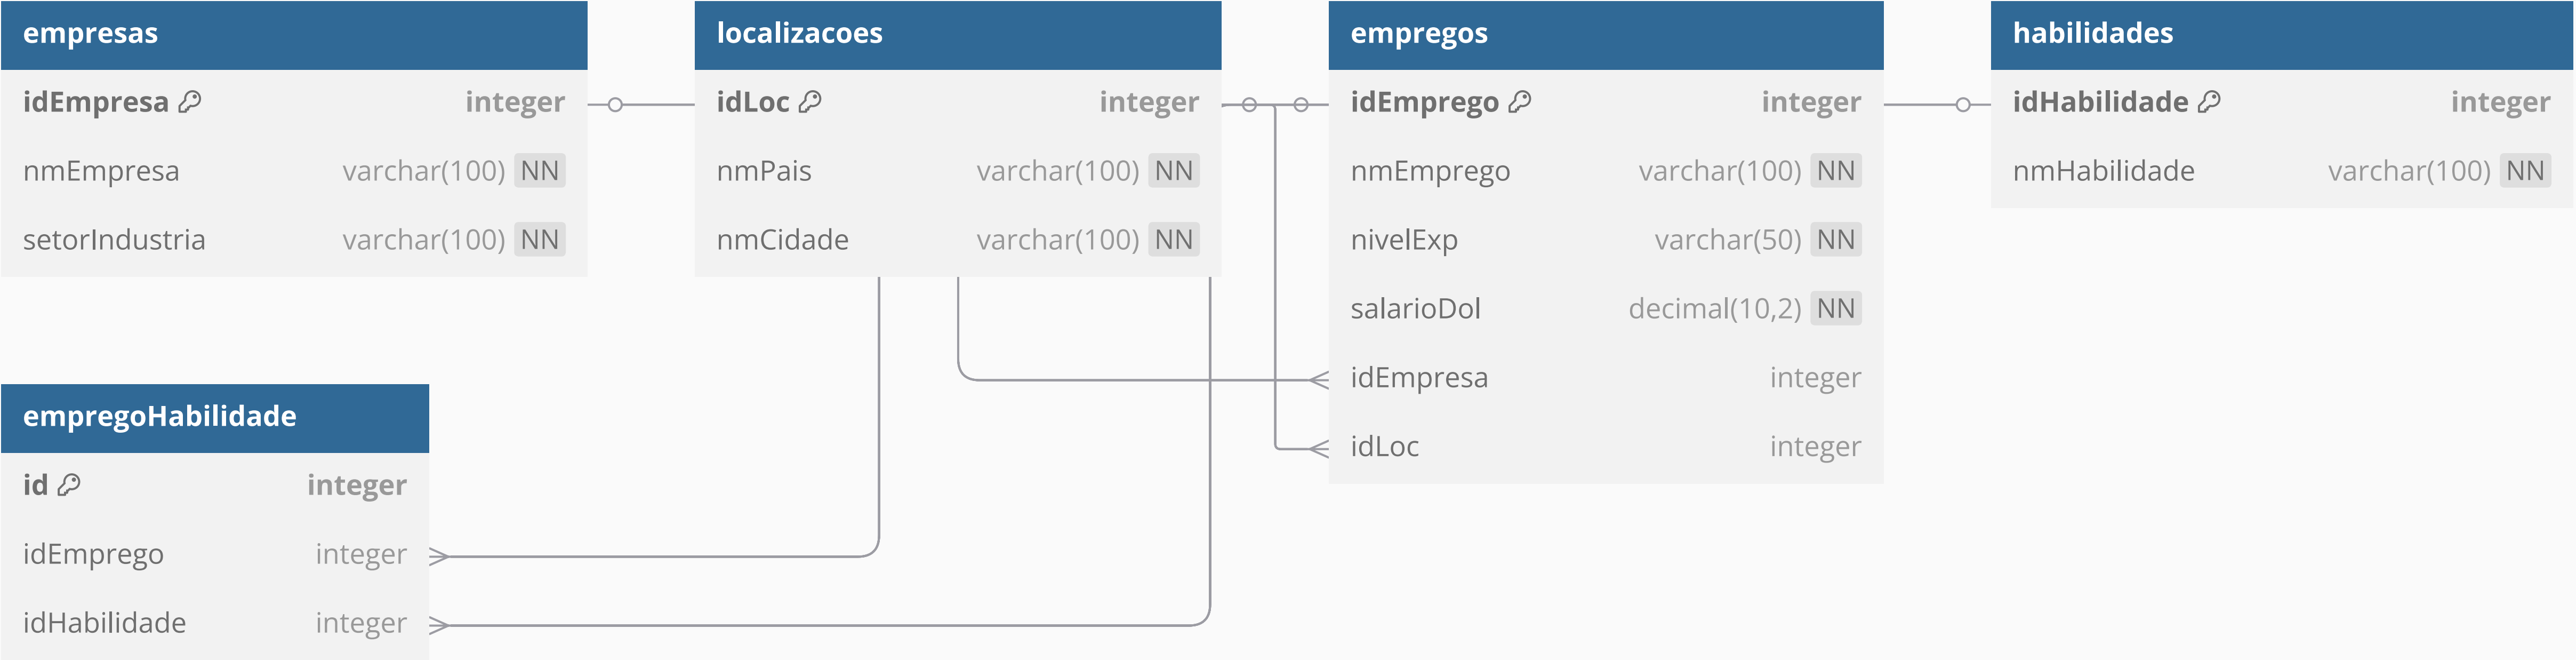 empresas
idEmpresa integer
nmEmpresa varchar(100) NN
setorIndustria varchar(100) NN
localizacoes
idLoc integer
nmPais varchar(100) NN
nmCidade varchar(100) NN
empregos
idEmprego integer
nmEmprego varchar(100) NN
nivelExp varchar(50) NN
salarioDol decimal(10,2) NN
idEmpresa integer
idLoc integer
habilidades
idHabilidade integer
nmHabilidade varchar(100) NN
empregoHabilidade
id integer
idEmprego integer
idHabilidade integer